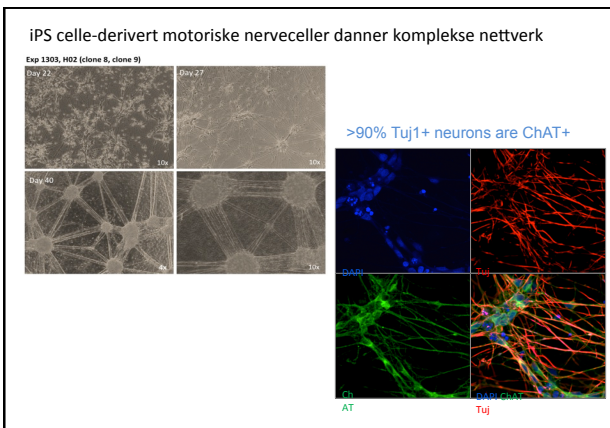 iPS celle-derivert motoriske nerveceller danner komplekse nettverk
Exp 1303, H02 (clone 8, clone 9)
Day 22
10x
Day 27
10x
Day 40
4x
10x
>90% Tuj1+ neurons are ChAT+
DAPI
Tuj
Ch
AT
DAPI ChAT
Tuj